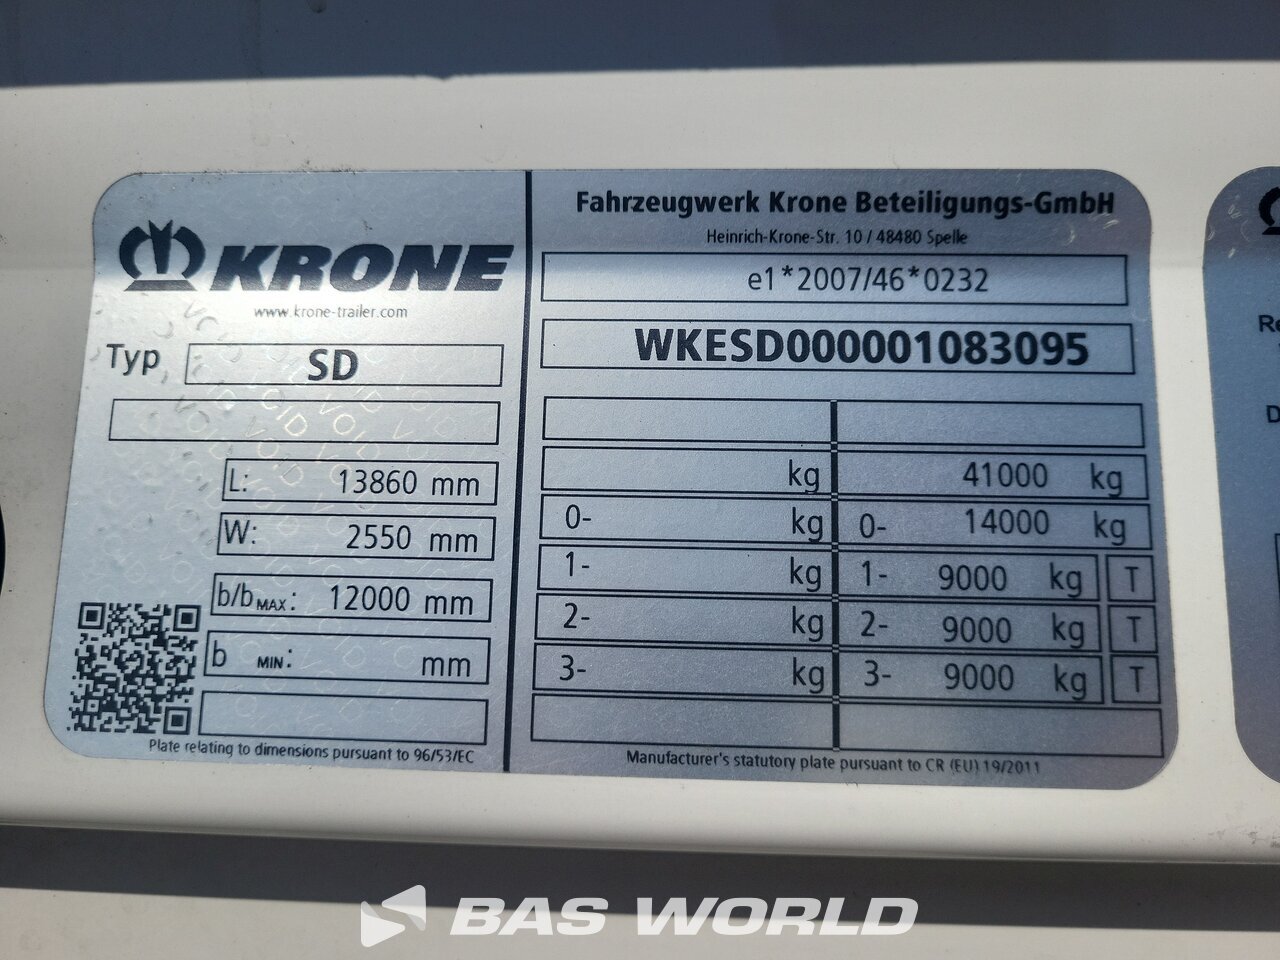 KRONE
www.krone-trailer.com
Typ SD
L: 13860 mm
W: 2550 mm
b/b MAX: 12000 mm
b MIN: mm
Plate relating to dimensions pursuant to 96/53/EC
Fahrzeugwerk Krone Beteiligungs-GmbH
Heinrich-Krone-Str. 10 / 48480 Spelle
e1*2007/46*0232
WKESD000001083095
kg 41000 kg
0- kg 0- 14000 kg
1- kg 1- 9000 kg T
2- kg 2- 9000 kg T
3- kg 3- 9000 kg T
Manufacturer's statutory plate pursuant to CR (EU) 19/2011
Re
D
BAS WORLD